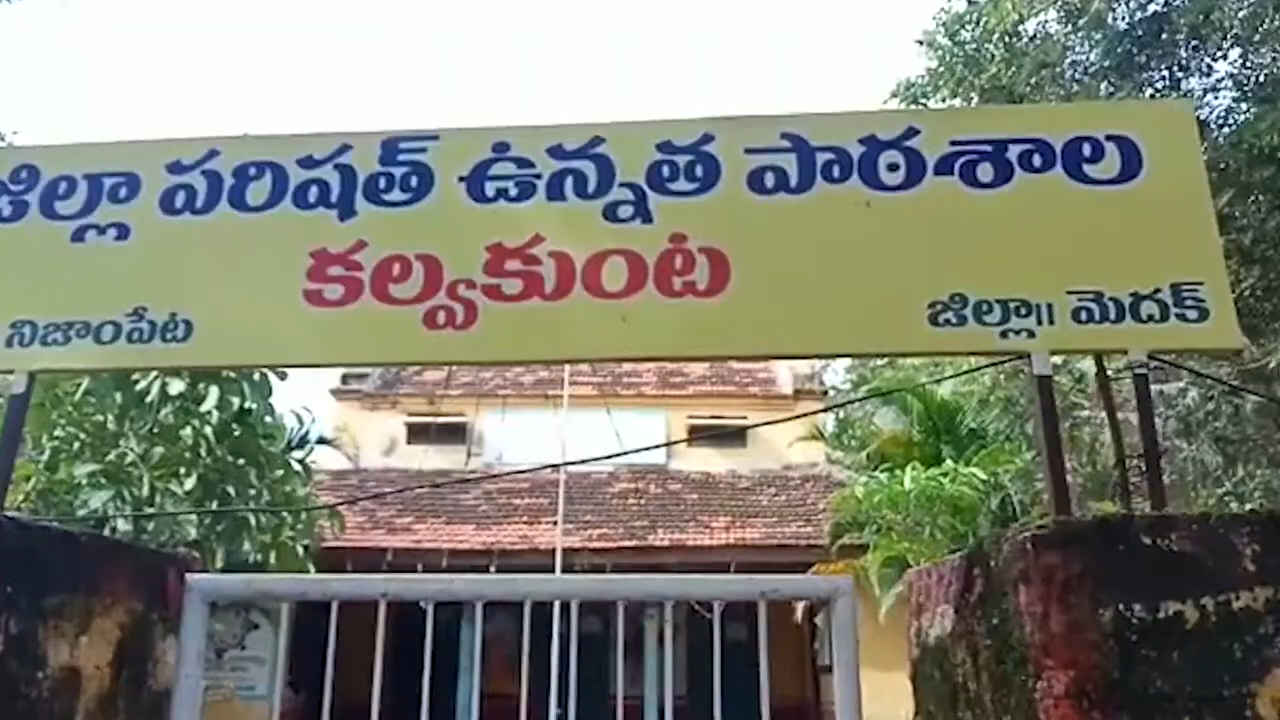 జిల్లా పరిషత్ ఉన్నత పాఠశాల
కల్వకుంట
నిజాంపేట జిల్లా|| మెదక్